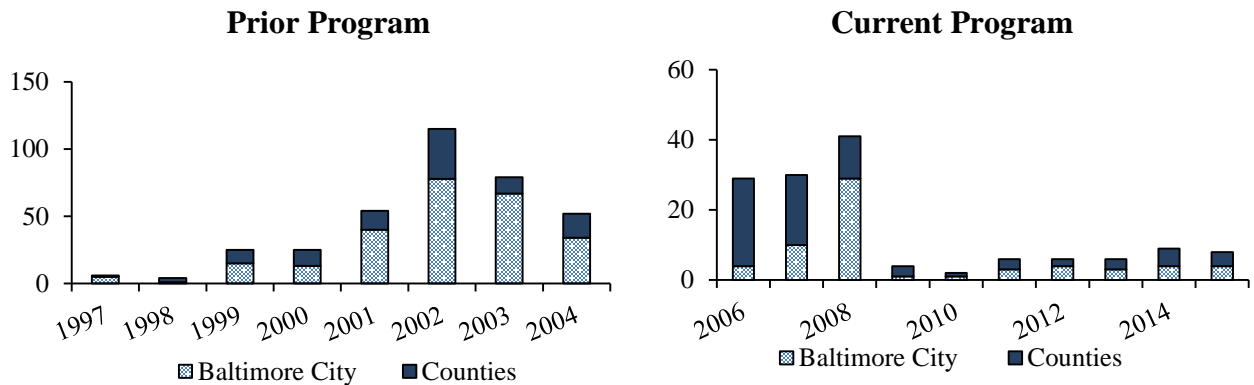 Prior Program
150
100
50
0
1997 1998 1999 2000 2001 2002 2003 2004
Baltimore City Counties
Current Program
60
40
20
0
2006 2008 2010 2012 2014
Baltimore City Counties